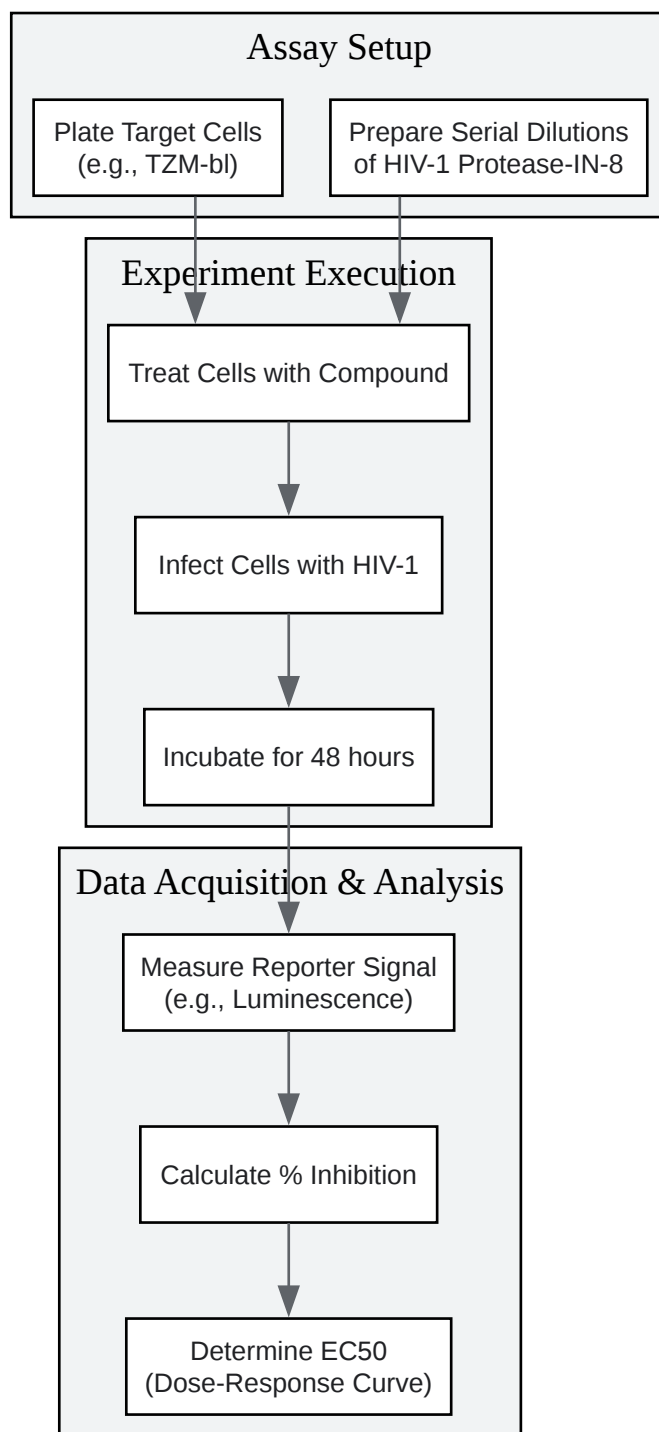 Assay Setup
Plate Target Cells
(e.g., TZM-bl)
Prepare Serial Dilutions
of HIV-1 Protease-IN-8
Experiment Execution
Treat Cells with Compound
Infect Cells with HIV-1
Incubate for 48 hours
Data Acquisition & Analysis
Measure Reporter Signal
(e.g., Luminescence)
Calculate % Inhibition
Determine EC50
(Dose-Response Curve)